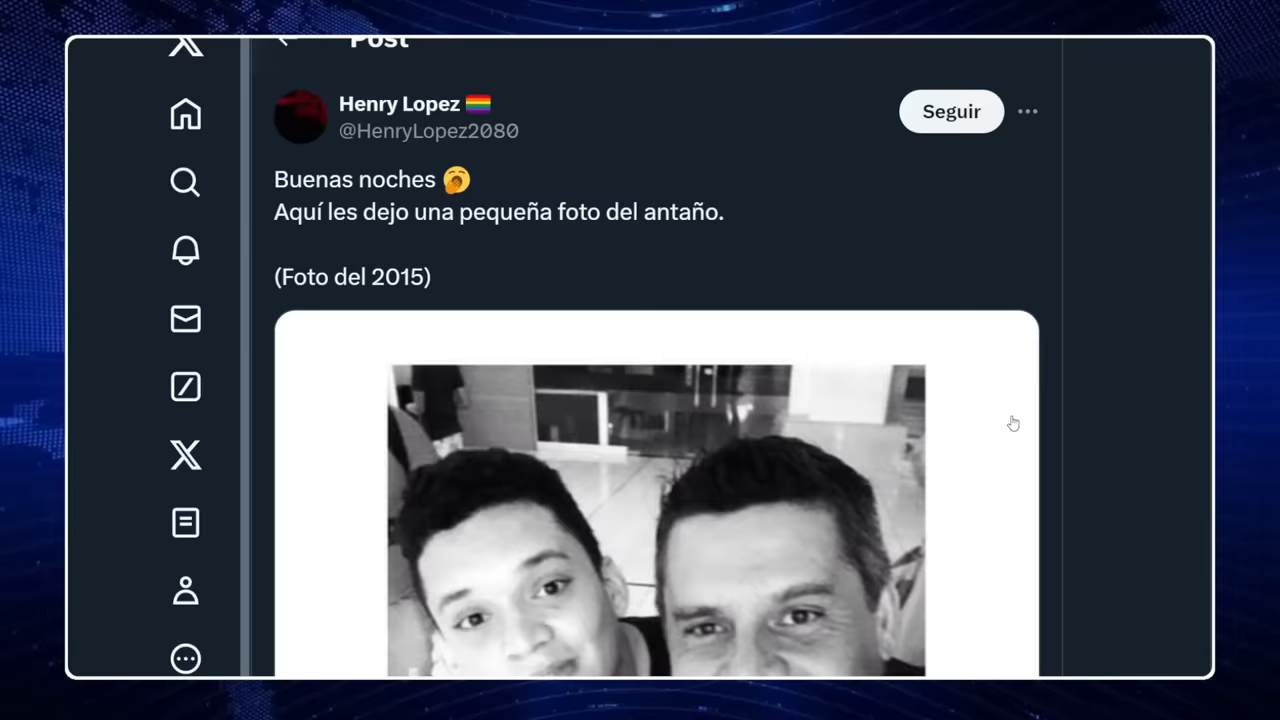 Post
Henry Lopez 🏳️‍🌈
@HenryLopez2080
Seguir
Buenas noches 🥱
Aquí les dejo una pequeña foto del antaño.
(Foto del 2015)